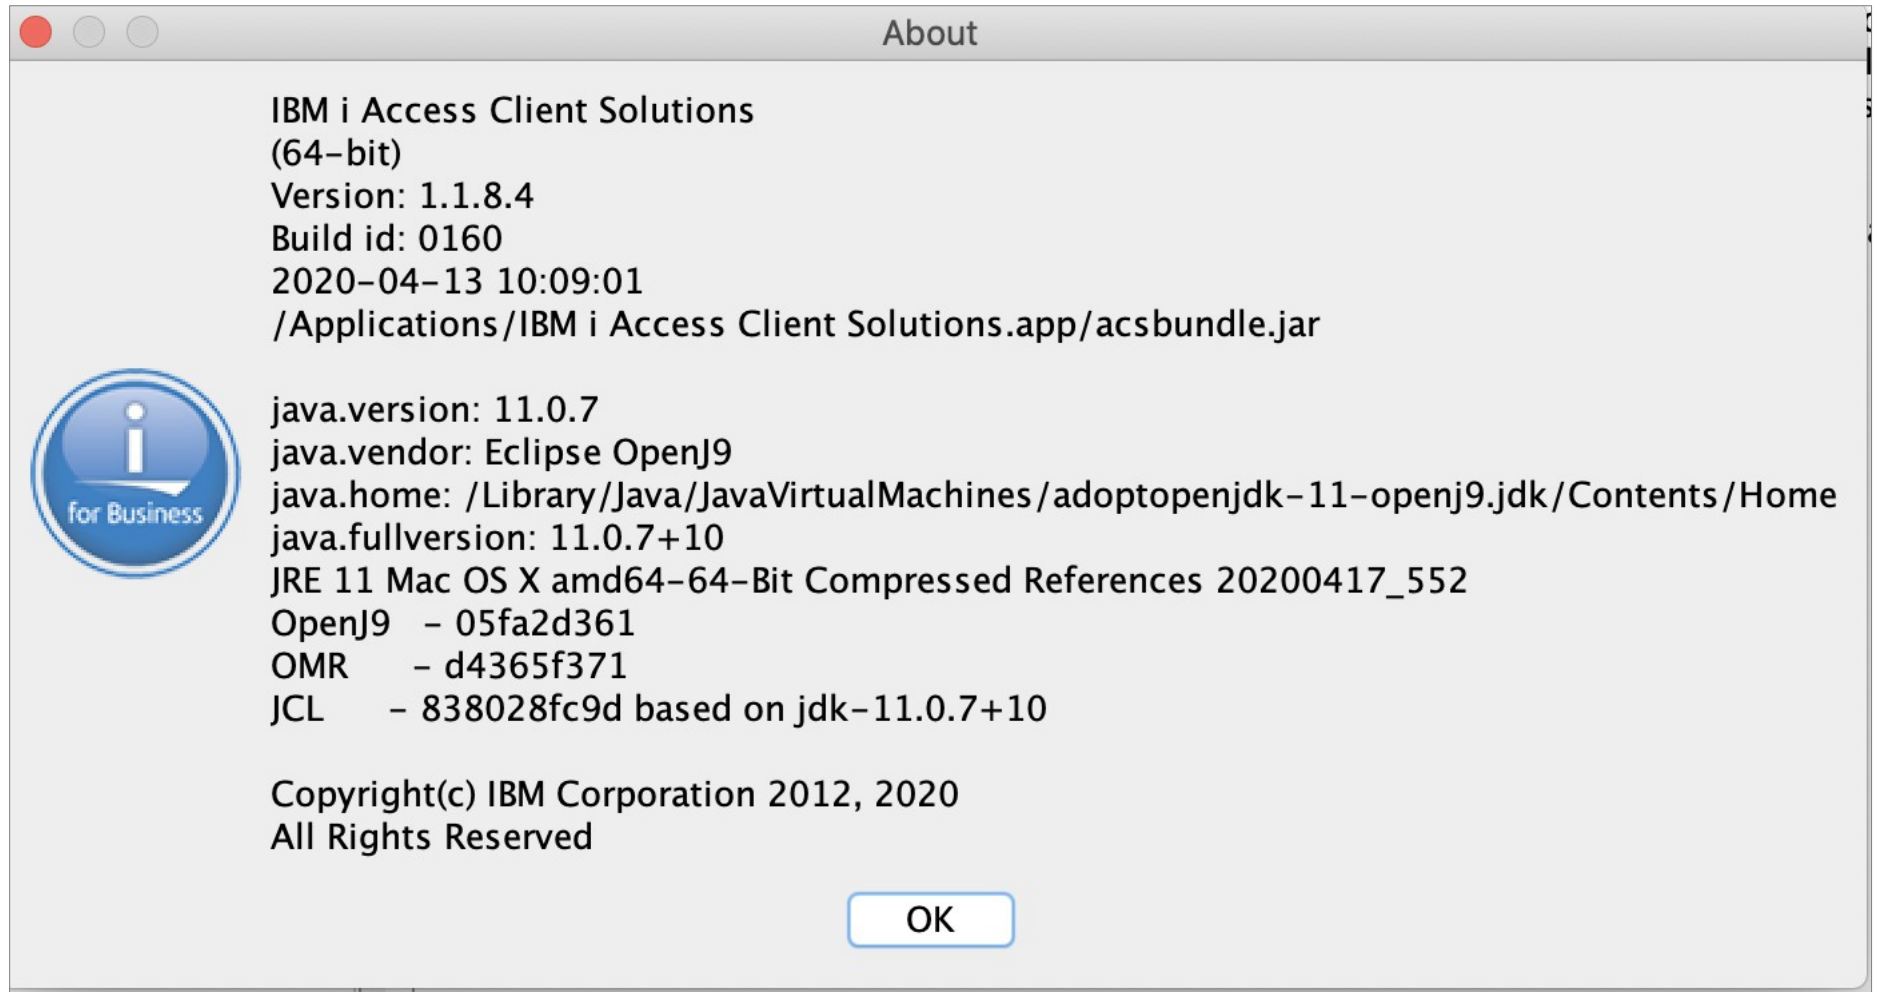 About
IBM i Access Client Solutions
(64-bit)
Version: 1.1.8.4
Build id: 0160
2020-04-13 10:09:01
/Applications/IBM i Access Client Solutions.app/acsbundle.jar
java.version: 11.0.7
java.vendor: Eclipse OpenJ9
java.home: /Library/Java/JavaVirtualMachines/adoptopenjdk-11-openj9.jdk/Contents/Home
java.fullversion: 11.0.7+10
JRE 11 Mac OS X amd64-64-Bit Compressed References 20200417_552
OpenJ9   - 05fa2d361
OMR      - d4365f371
JCL      - 838028fc9d based on jdk-11.0.7+10
i
for Business
Copyright(c) IBM Corporation 2012, 2020
All Rights Reserved
OK